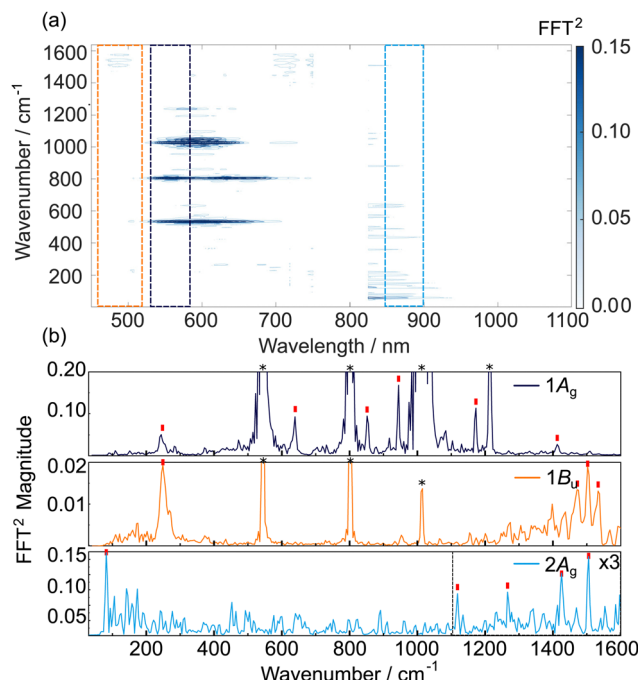 (a)
FFT²
Wavenumber / cm⁻¹
1600
1400
1200
1000
800
600
400
200
0.15
0.10
0.05
0.00
500 600 700 800 900 1000 1100
Wavelength / nm
(b)
FFT² Magnitude
0.20
0.10
* * * *
1Ag
0.02
0.01
* * *
1Bu
0.15
0.10
0.05
2Ag x3
200 400 600 800 1000 1200 1400 1600
Wavenumber / cm⁻¹